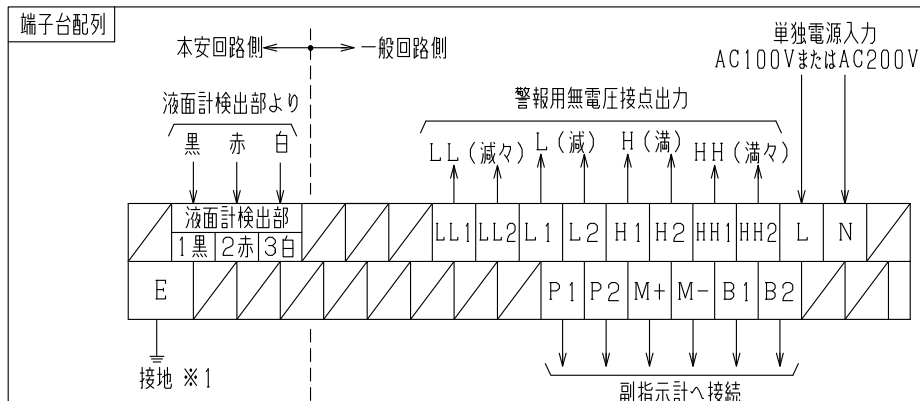 端子台配列
本安回路側 一般回路側
単独電源入力
AC100VまたはAC200V
液面計検出部より
警報用無電圧接点出力
黒 赤 白
LL(減々) L(減) H(満) HH(満々)
液面計検出部
1黒 2赤 3白
LL1 LL2 L1 L2 H1 H2 HH1 HH2 L N
E P1 P2 M+ M- B1 B2
接地 ※1
副指示計へ接続